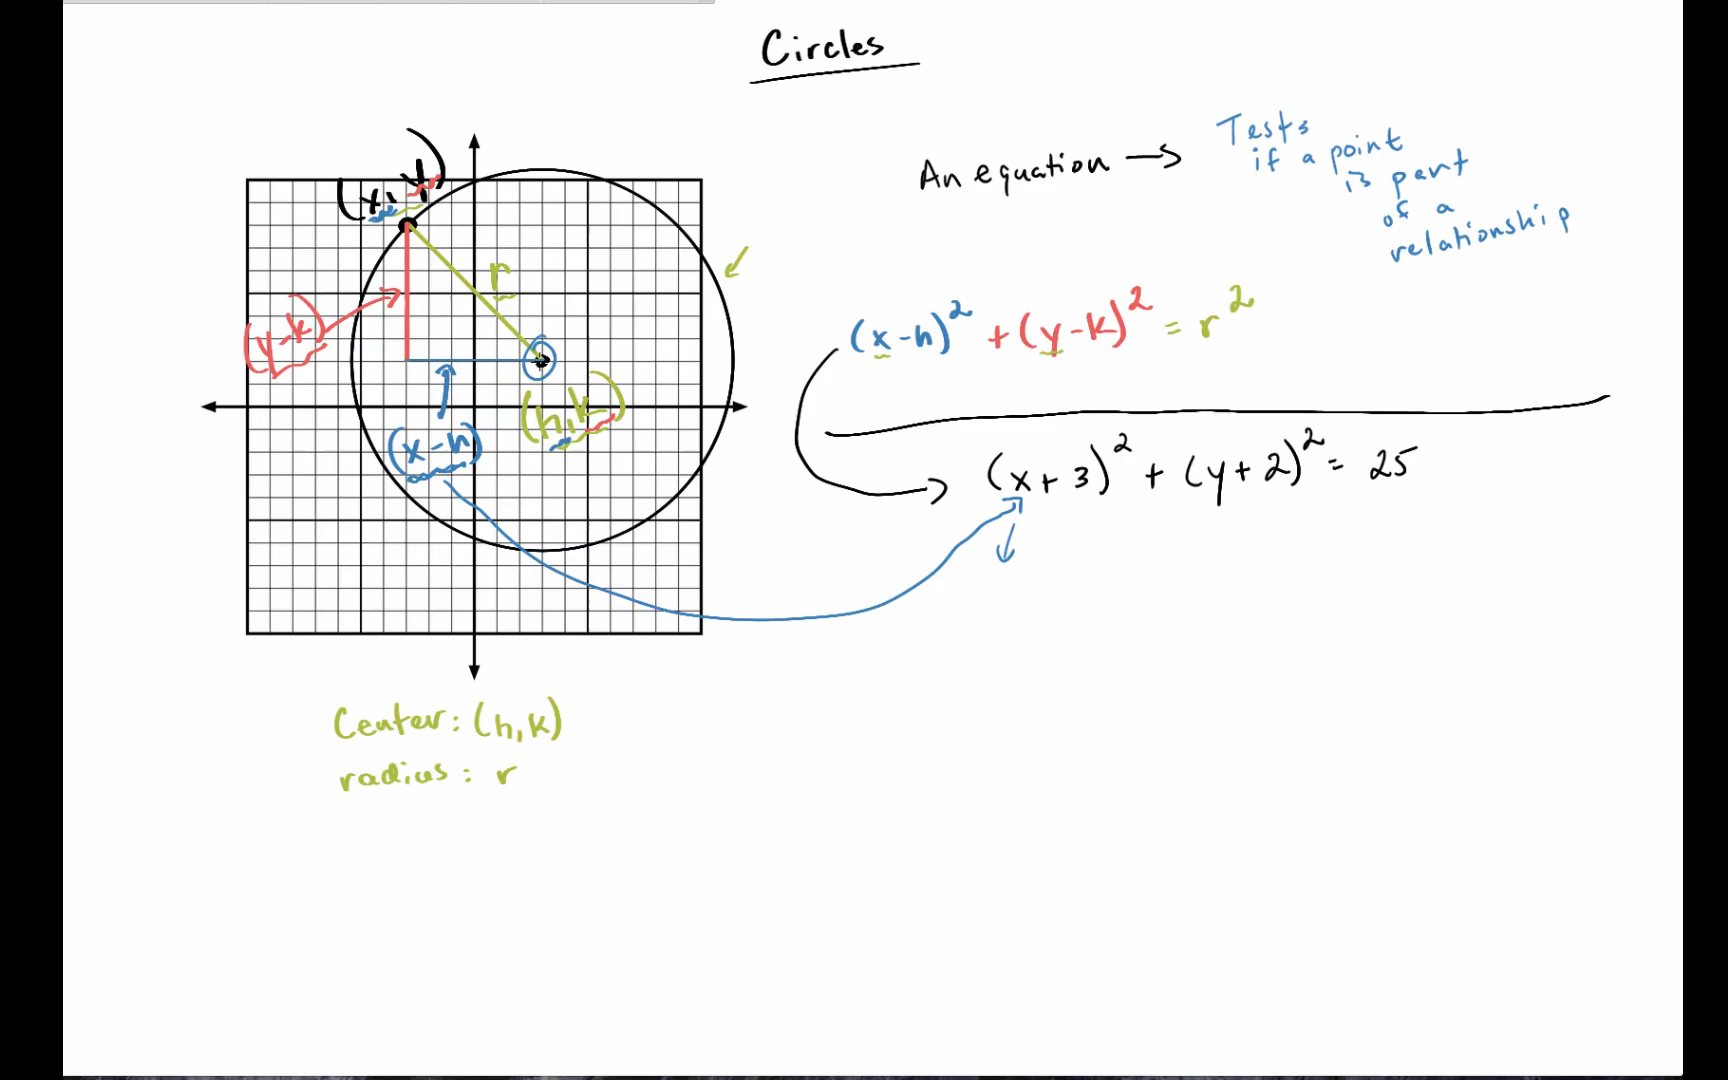 Circles
An equation →
Tests
if a point
is part
of a
relationship
(x,y)
r
(y-k)
(x-h)² + (y-k)² = r²
(h,k)
(x-h)
(x+3)² + (y+2)² = 25
Center: (h,k)
radius: r